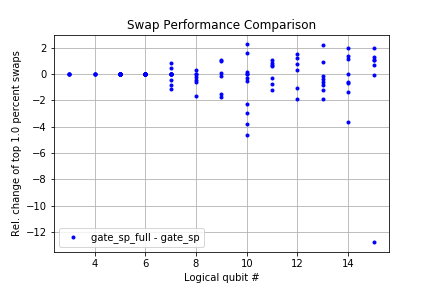 Swap Performance Comparison
Rel. change of top 1.0 percent swaps
2
0
−2
−4
−6
−8
−10
−12
gate_sp_full - gate_sp
4 6 8 10 12 14
Logical qubit #